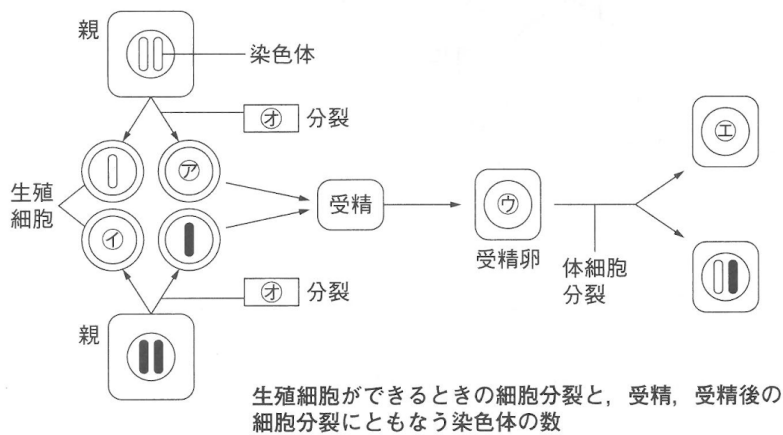 親
染色体
㋔ 分裂
㋐
㋓
生殖
細胞
受精
㋒
㋑
受精卵
体細胞
分裂
㋔ 分裂
親
生殖細胞ができるときの細胞分裂と，受精，受精後の
細胞分裂にともなう染色体の数